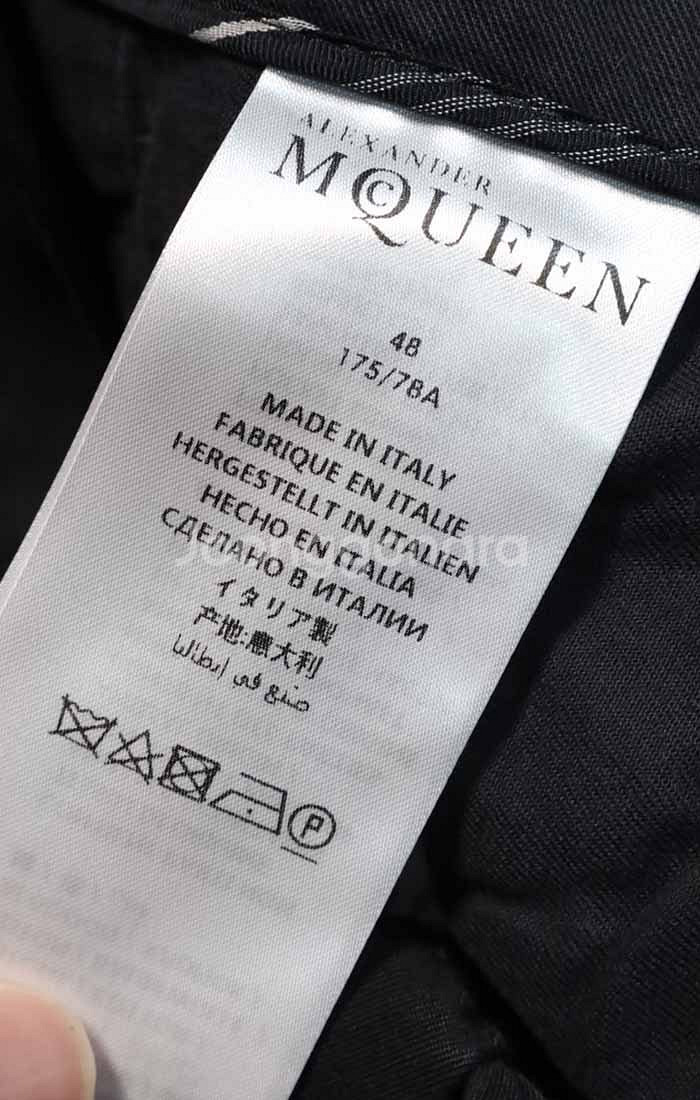 ALEXANDER
MCQUEEN
48
175/78A
MADE IN ITALY
FABRIQUE EN ITALIE
HERGESTELLT IN ITALIEN
HECHO EN ITALIA
СДЕЛАНО В ИТАЛИИ
イタリア製
产地:意大利
صنع في إيطاليا
P